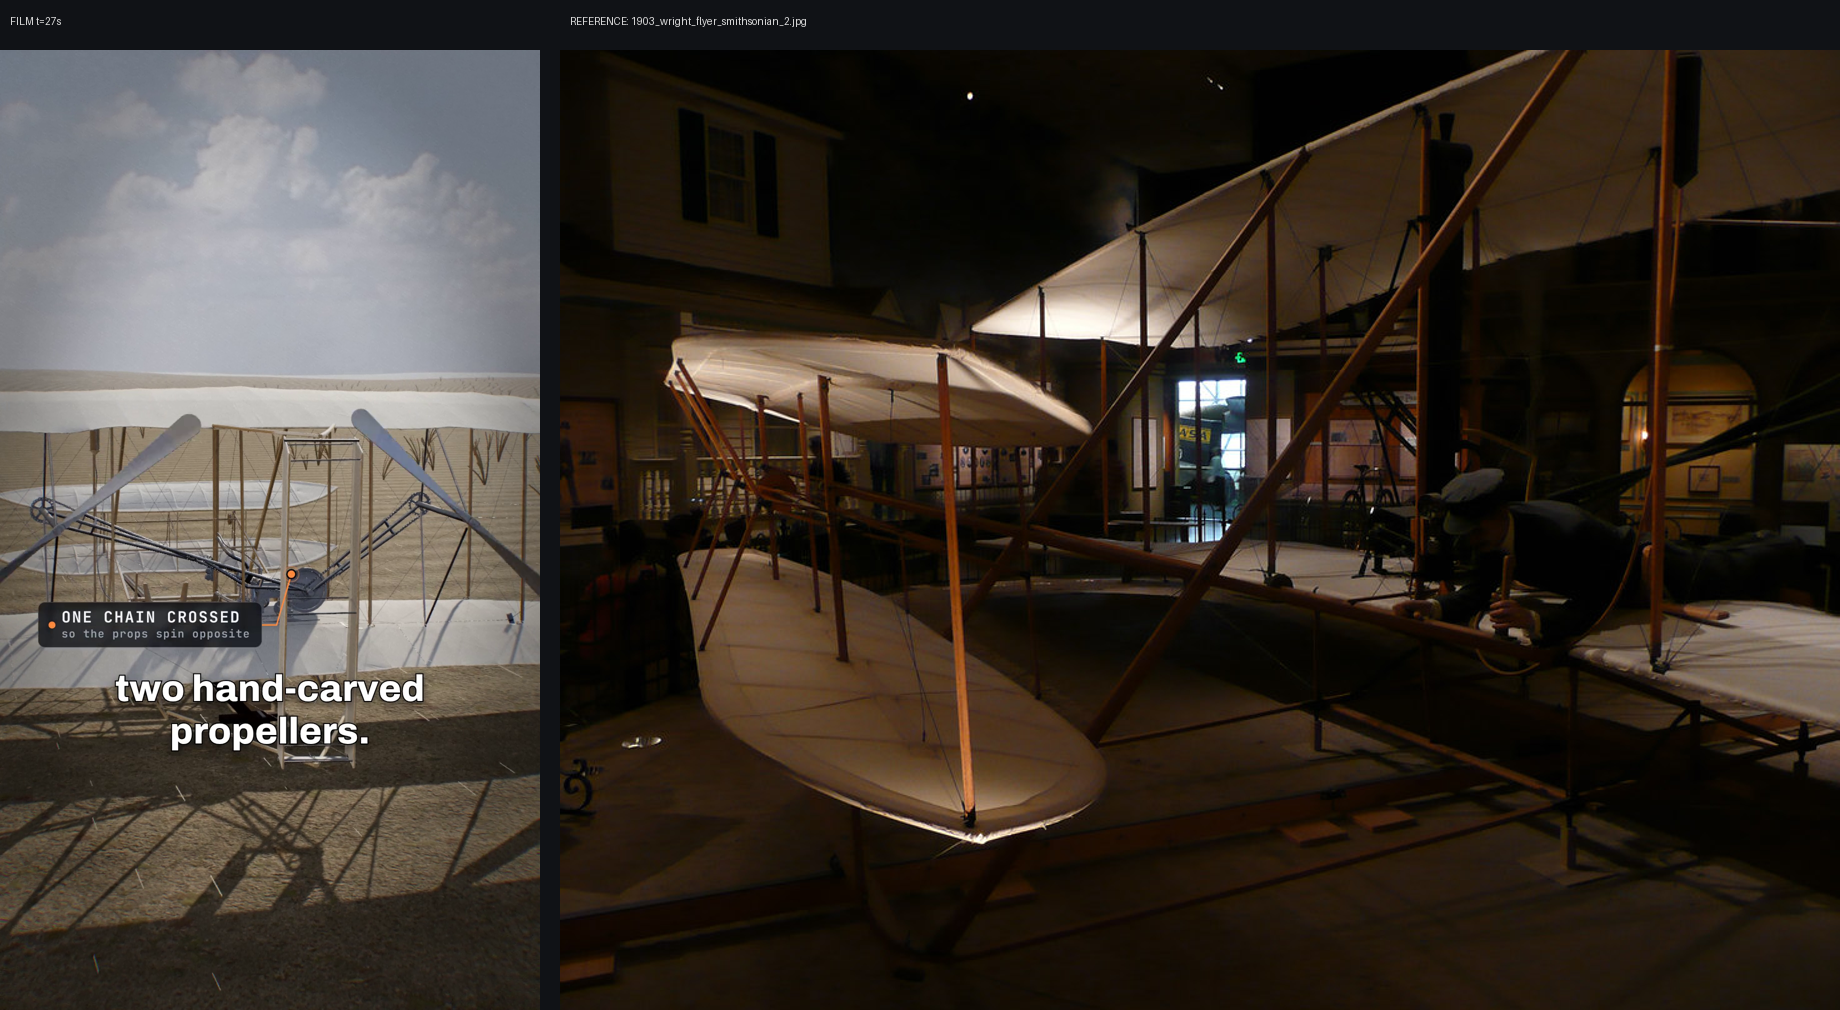 FILM t=27s
REFERENCE: 1903_wright_flyer_smithsonian_2.jpg
ONE CHAIN CROSSED
so the props spin opposite
two hand-carved
propellers.